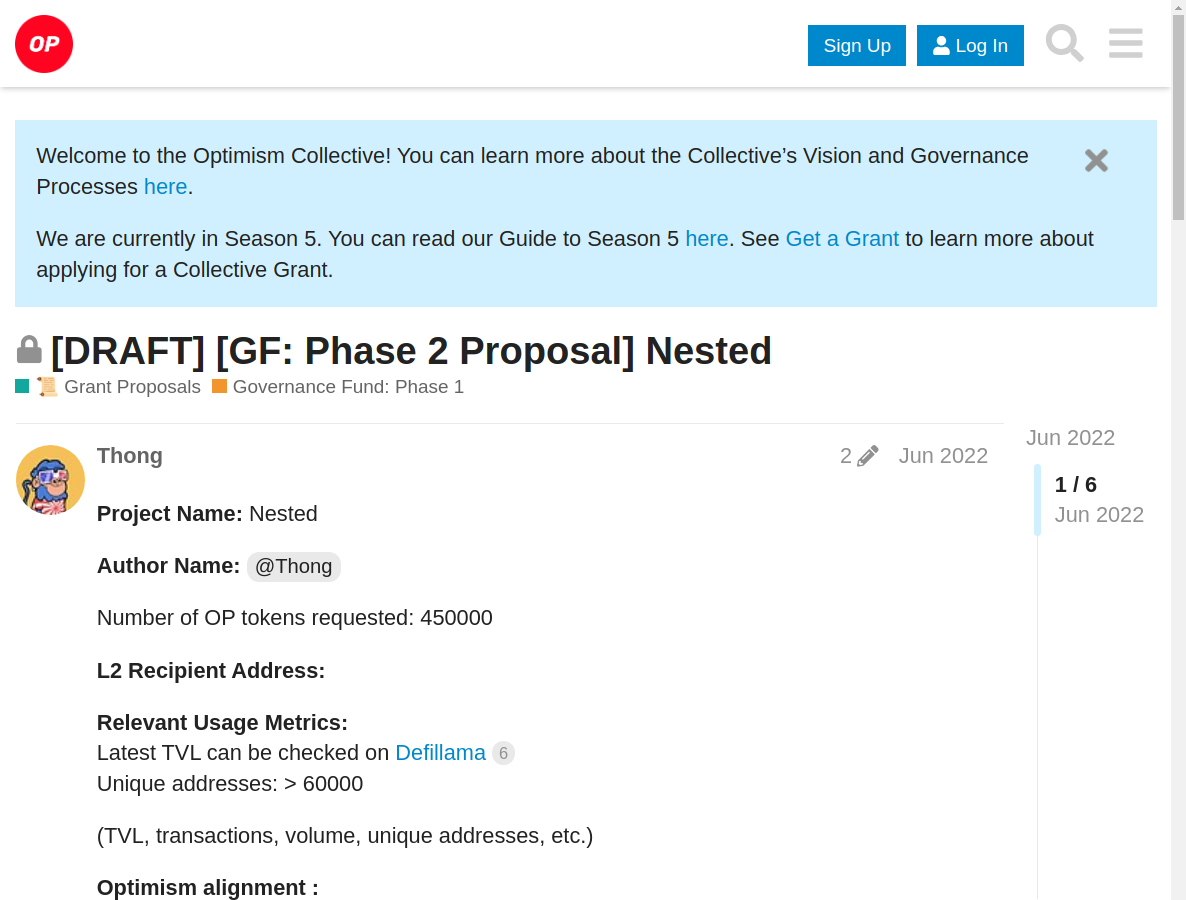 OP
Sign Up
Log In
Welcome to the Optimism Collective! You can learn more about the Collective’s Vision and Governance
Processes here.
We are currently in Season 5. You can read our Guide to Season 5 here. See Get a Grant to learn more about
applying for a Collective Grant.
[DRAFT] [GF: Phase 2 Proposal] Nested
📜 Grant Proposals Governance Fund: Phase 1
Thong
2
Jun 2022
Jun 2022
1 / 6
Jun 2022
Project Name: Nested
Author Name: @Thong
Number of OP tokens requested: 450000
L2 Recipient Address:
Relevant Usage Metrics:
Latest TVL can be checked on Defillama 6
Unique addresses: > 60000
(TVL, transactions, volume, unique addresses, etc.)
Optimism alignment :